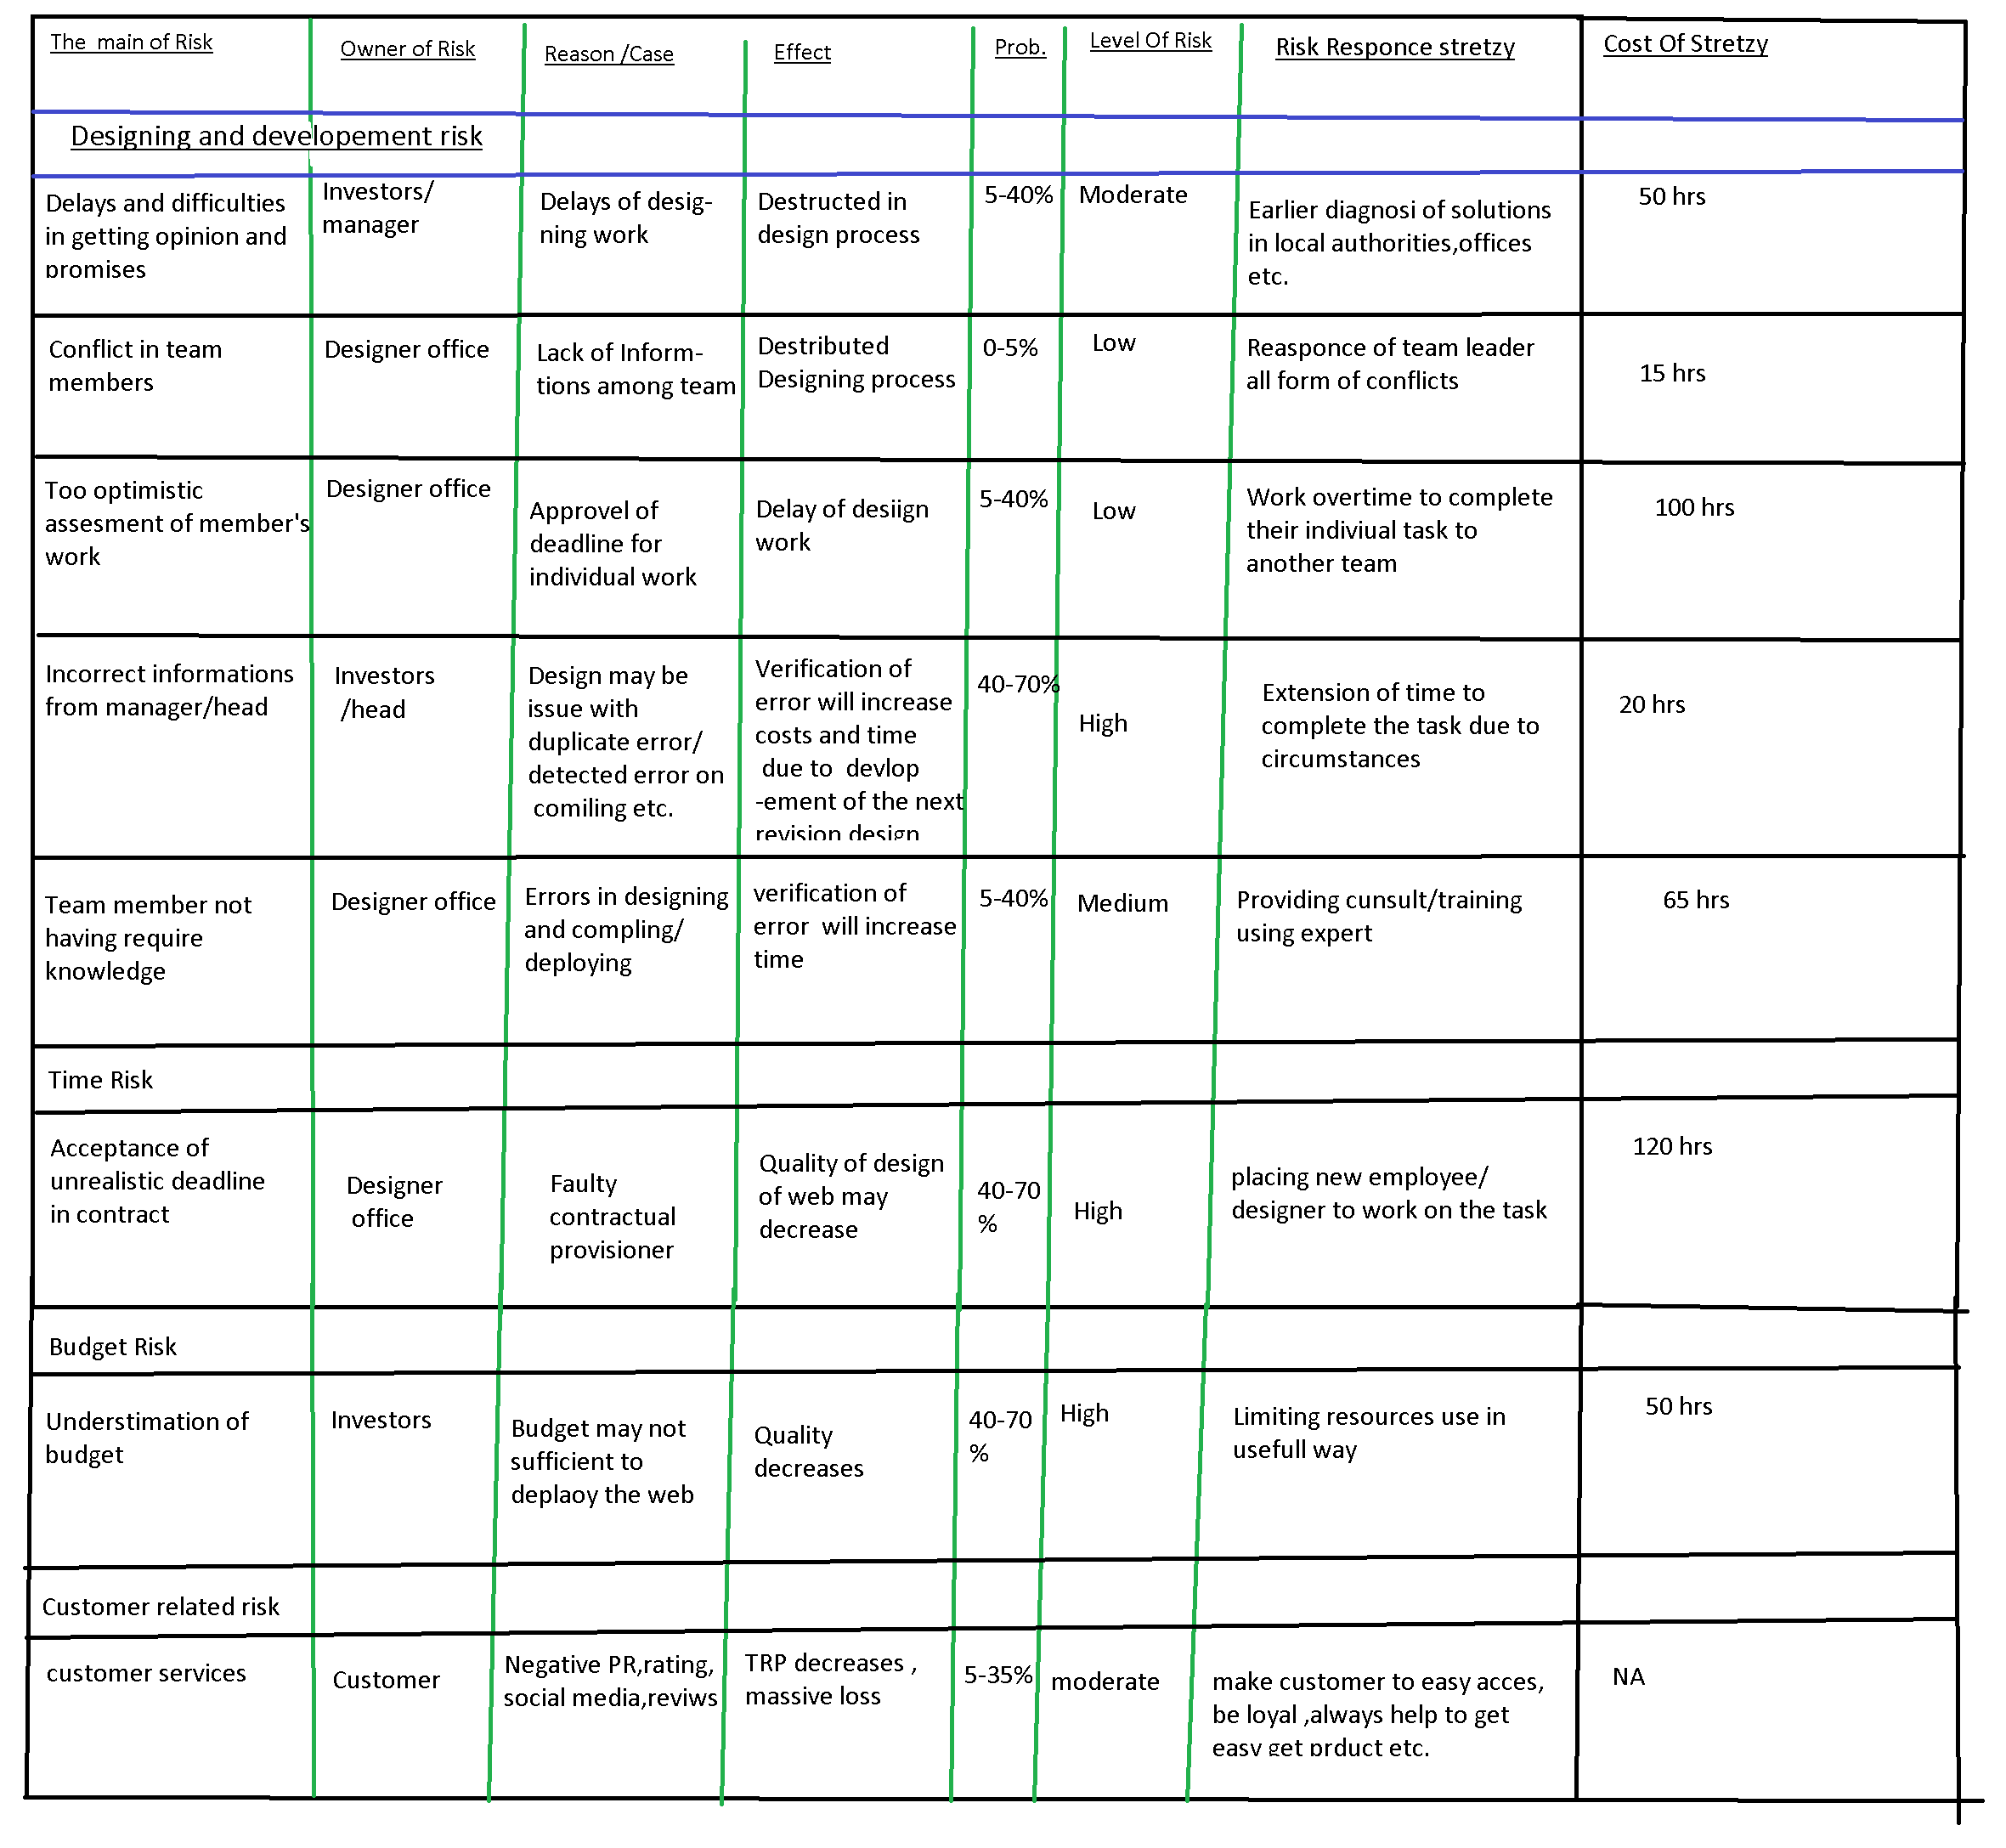 The main of Risk
Owner of Risk
Reason /Case
Effect
Prob.
Level Of Risk
Risk Responce stretzy
Cost Of Stretzy
Designing and developement risk
Delays and difficulties
in getting opinion and
promises
Investors/
manager
Delays of desig-
ning work
Destructed in
design process
5-40%
Moderate
Earlier diagnosi of solutions
in local authorities,offices
etc.
50 hrs
Conflict in team
members
Designer office
Lack of Inform-
tions among team
Destributed
Designing process
0-5%
Low
Reasponce of team leader
all form of conflicts
15 hrs
Too optimistic
assesment of member's
work
Designer office
Approvel of
deadline for
individual work
Delay of desiign
work
5-40%
Low
Work overtime to complete
their indiviual task to
another team
100 hrs
Incorrect informations
from manager/head
Investors
/head
Design may be
issue with
duplicate error/
detected error on
comiling etc.
Verification of
error will increase
costs and time
due to devlop
-ement of the next
revision design
40-70%
High
Extension of time to
complete the task due to
circumstances
20 hrs
Team member not
having require
knowledge
Designer office
Errors in designing
and compling/
deploying
verification of
error will increase
time
5-40%
Medium
Providing cunsult/training
using expert
65 hrs
Time Risk
Acceptance of
unrealistic deadline
in contract
Designer
office
Faulty
contractual
provisioner
Quality of design
of web may
decrease
40-70
%
High
placing new employee/
designer to work on the task
120 hrs
Budget Risk
Understimation of
budget
Investors
Budget may not
sufficient to
deplaoy the web
Quality
decreases
40-70
%
High
Limiting resources use in
usefull way
50 hrs
Customer related risk
customer services
Customer
Negative PR,rating,
social media,reviws
TRP decreases ,
massive loss
5-35%
moderate
make customer to easy acces,
be loyal ,always help to get
easy get prduct etc.
NA